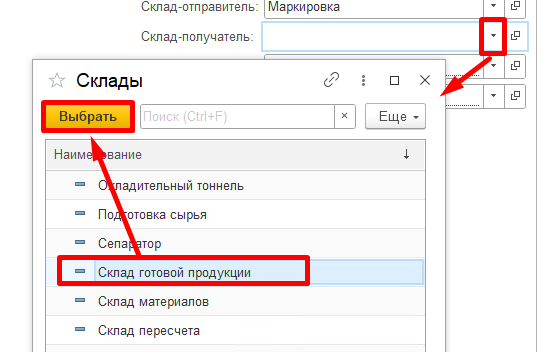 Склад-отправитель: Маркировка
Склад-получатель:
Склады
Выбрать Поиск (Ctrl+F) × Еще
Наименование ↓
Охладительный тоннель
Подготовка сырья
Сепаратор
Склад готовой продукции
Склад материалов
Склад пересчета